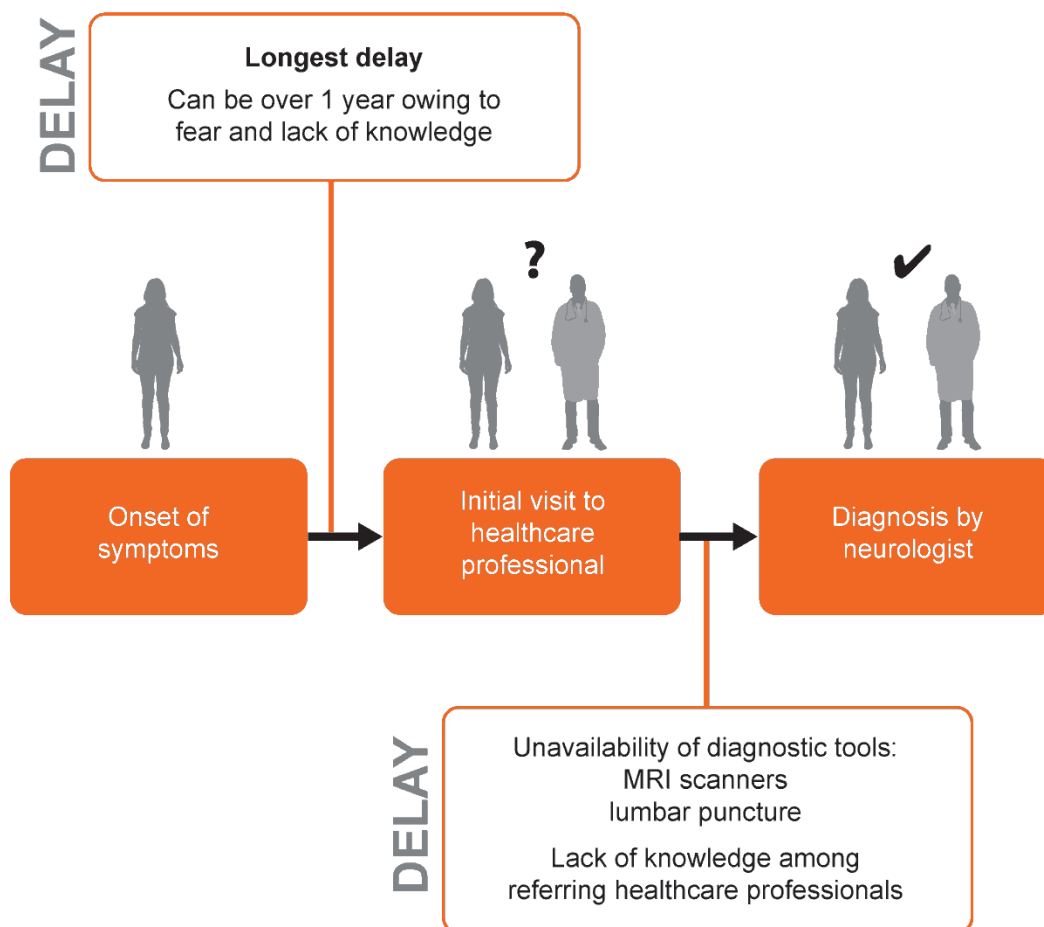 DELAY
Longest delay
Can be over 1 year owing to
fear and lack of knowledge
?
Onset of
symptoms
Initial visit to
healthcare
professional
Diagnosis by
neurologist
DELAY
Unavailability of diagnostic tools:
MRI scanners
lumbar puncture
Lack of knowledge among
referring healthcare professionals